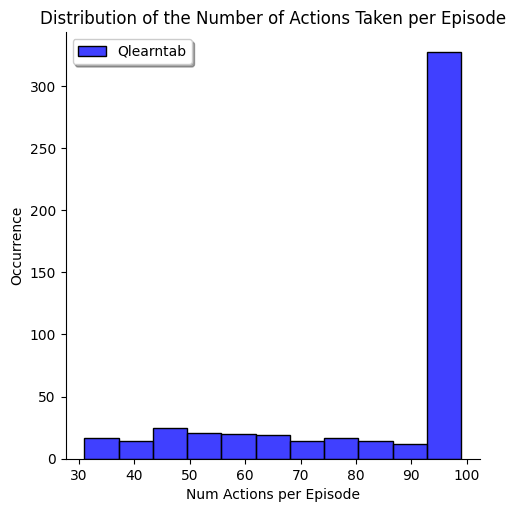 Distribution of the Number of Actions Taken per Episode
Qlearntab
300
250
200
150
100
50
0
Occurrence
30 40 50 60 70 80 90 100
Num Actions per Episode